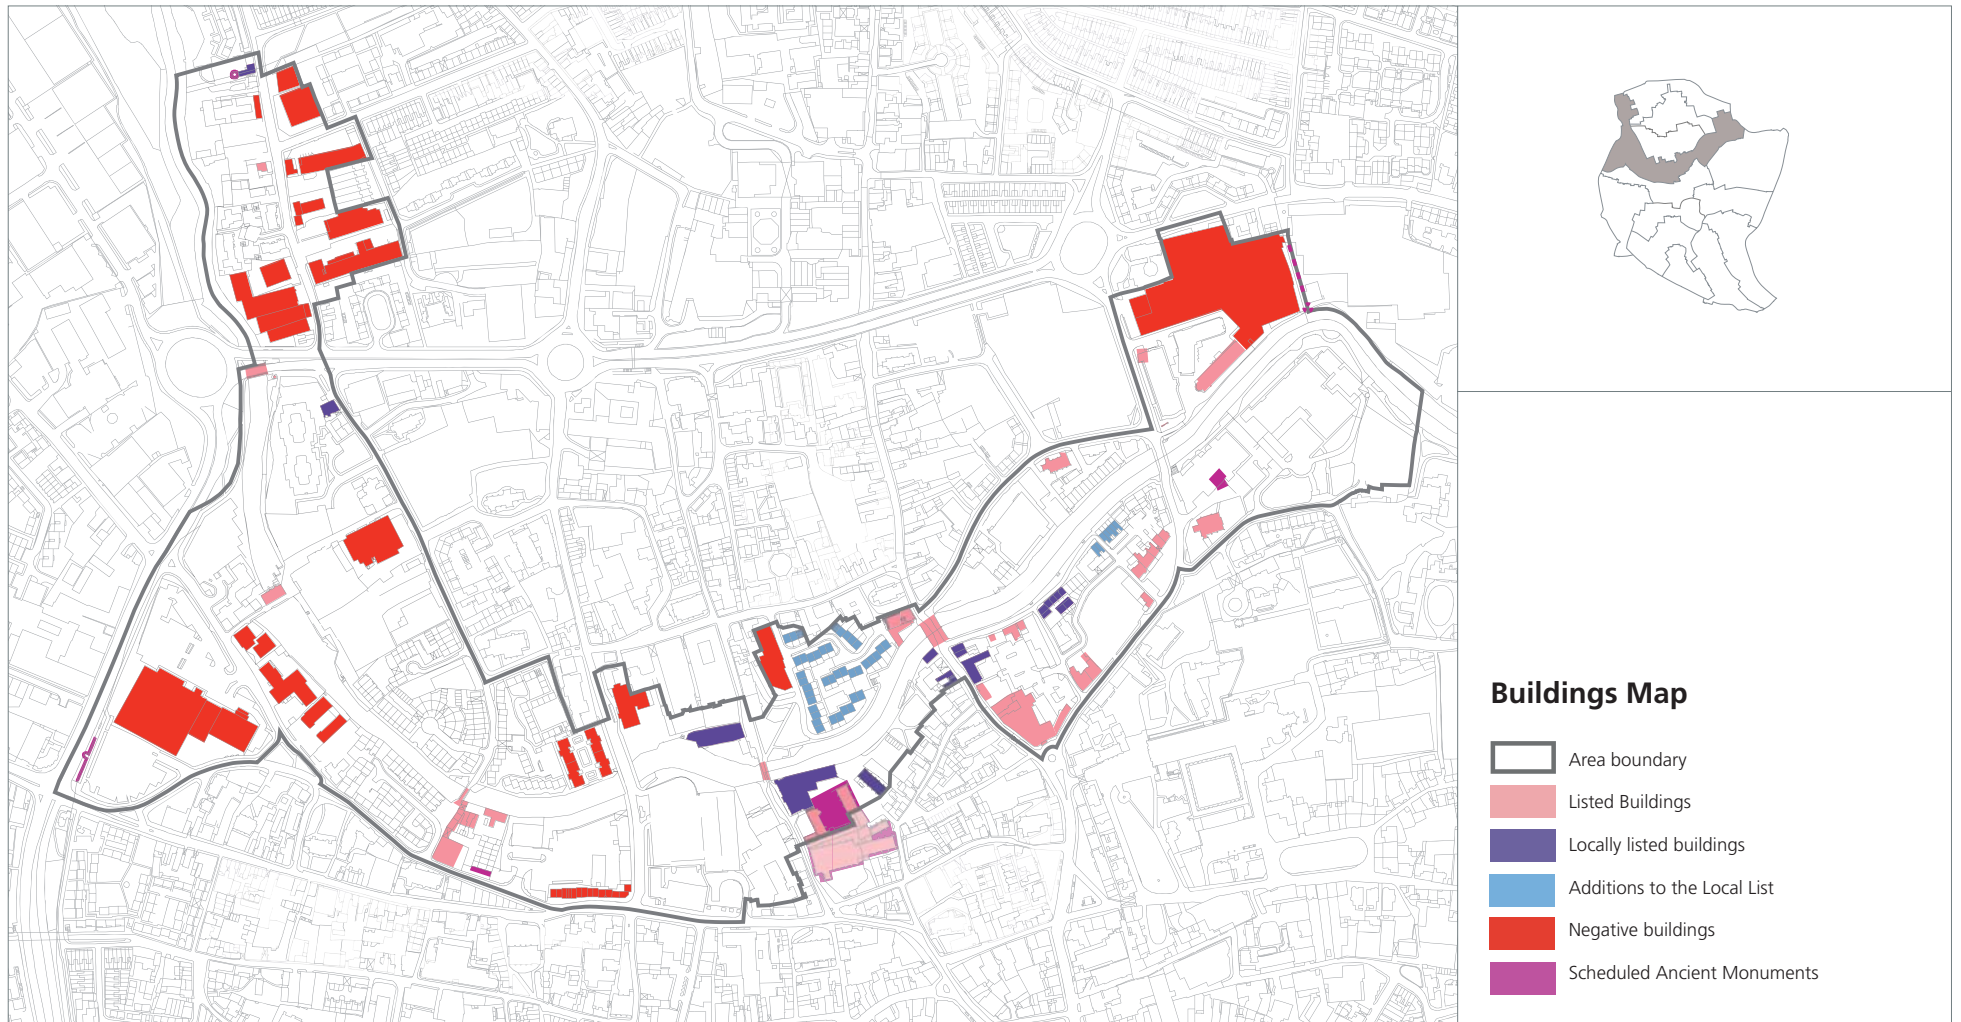 Buildings Map
Area boundary
Listed Buildings
Locally listed buildings
Additions to the Local List
Negative buildings
Scheduled Ancient Monuments